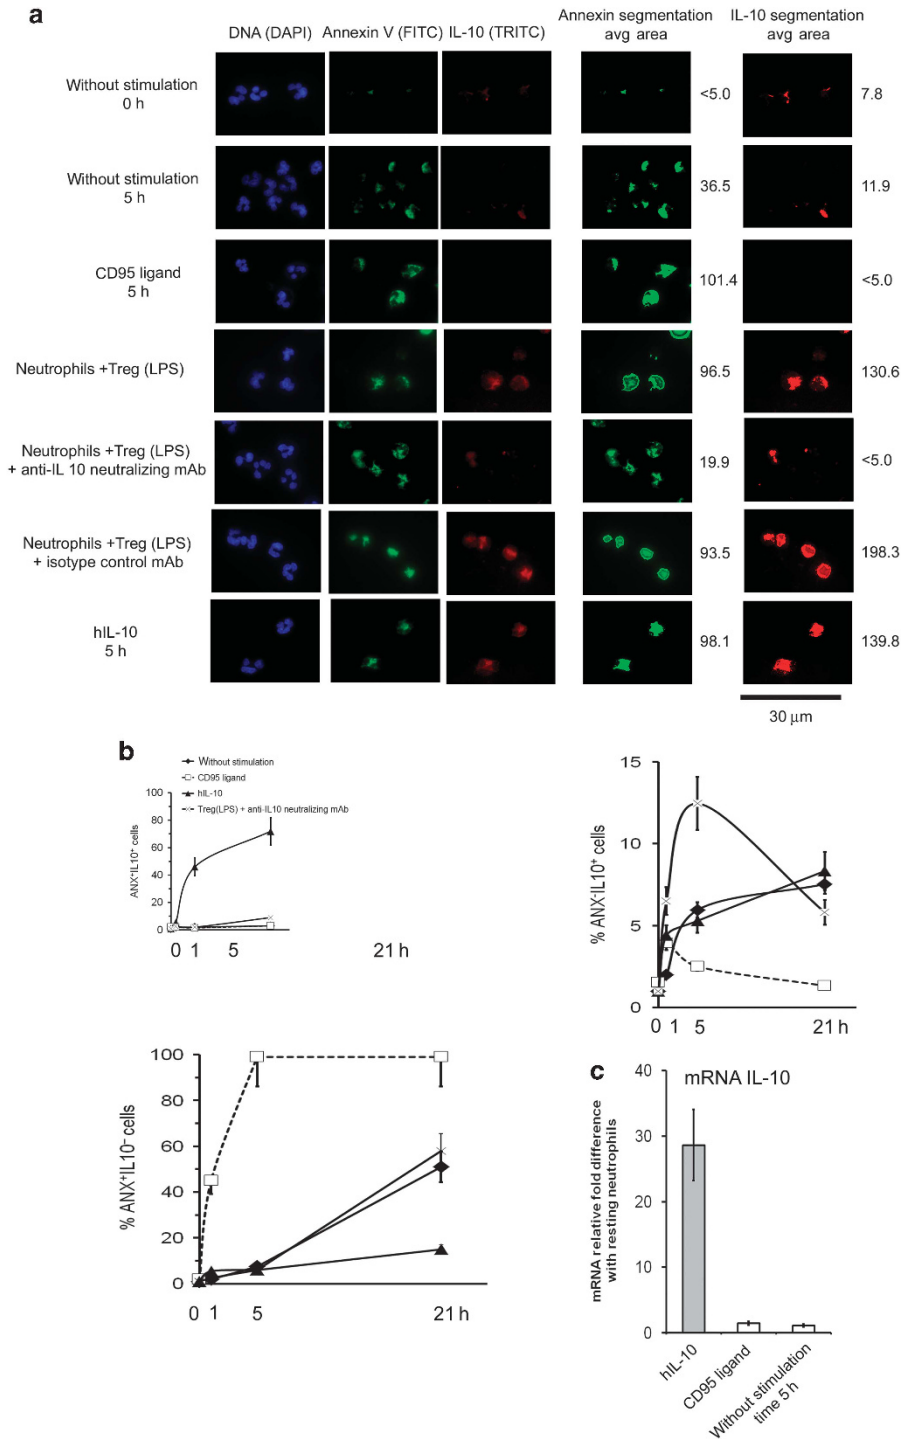 a
DNA (DAPI) Annexin V (FITC) IL-10 (TRITC) Annexin segmentation avg area IL-10 segmentation avg area
Without stimulation
0 h
<5.0
7.8
Without stimulation
5 h
36.5
11.9
CD95 ligand
5 h
101.4
<5.0
Neutrophils +Treg (LPS)
96.5
130.6
Neutrophils +Treg (LPS)
+ anti-IL 10 neutralizing mAb
19.9
<5.0
Neutrophils +Treg (LPS)
+ isotype control mAb
93.5
198.3
hIL-10
5 h
98.1
139.8
30 μm
b
Without stimulation
CD95 ligand
hIL-10
Treg(LPS) + anti-IL10 neutralizing mAb
ANX⁺IL10⁺ cells
100
80
60
40
20
0
0 1 5 21 h
% ANX⁻IL10⁺ cells
15
10
5
0
0 1 5 21 h
% ANX⁺IL10⁻ cells
100
80
60
40
20
0
0 1 5 21 h
c
mRNA IL-10
mRNA relative fold difference
with resting neutrophils
40
30
20
10
0
hIL-10
CD95 ligand
Without stimulation
time 5 h